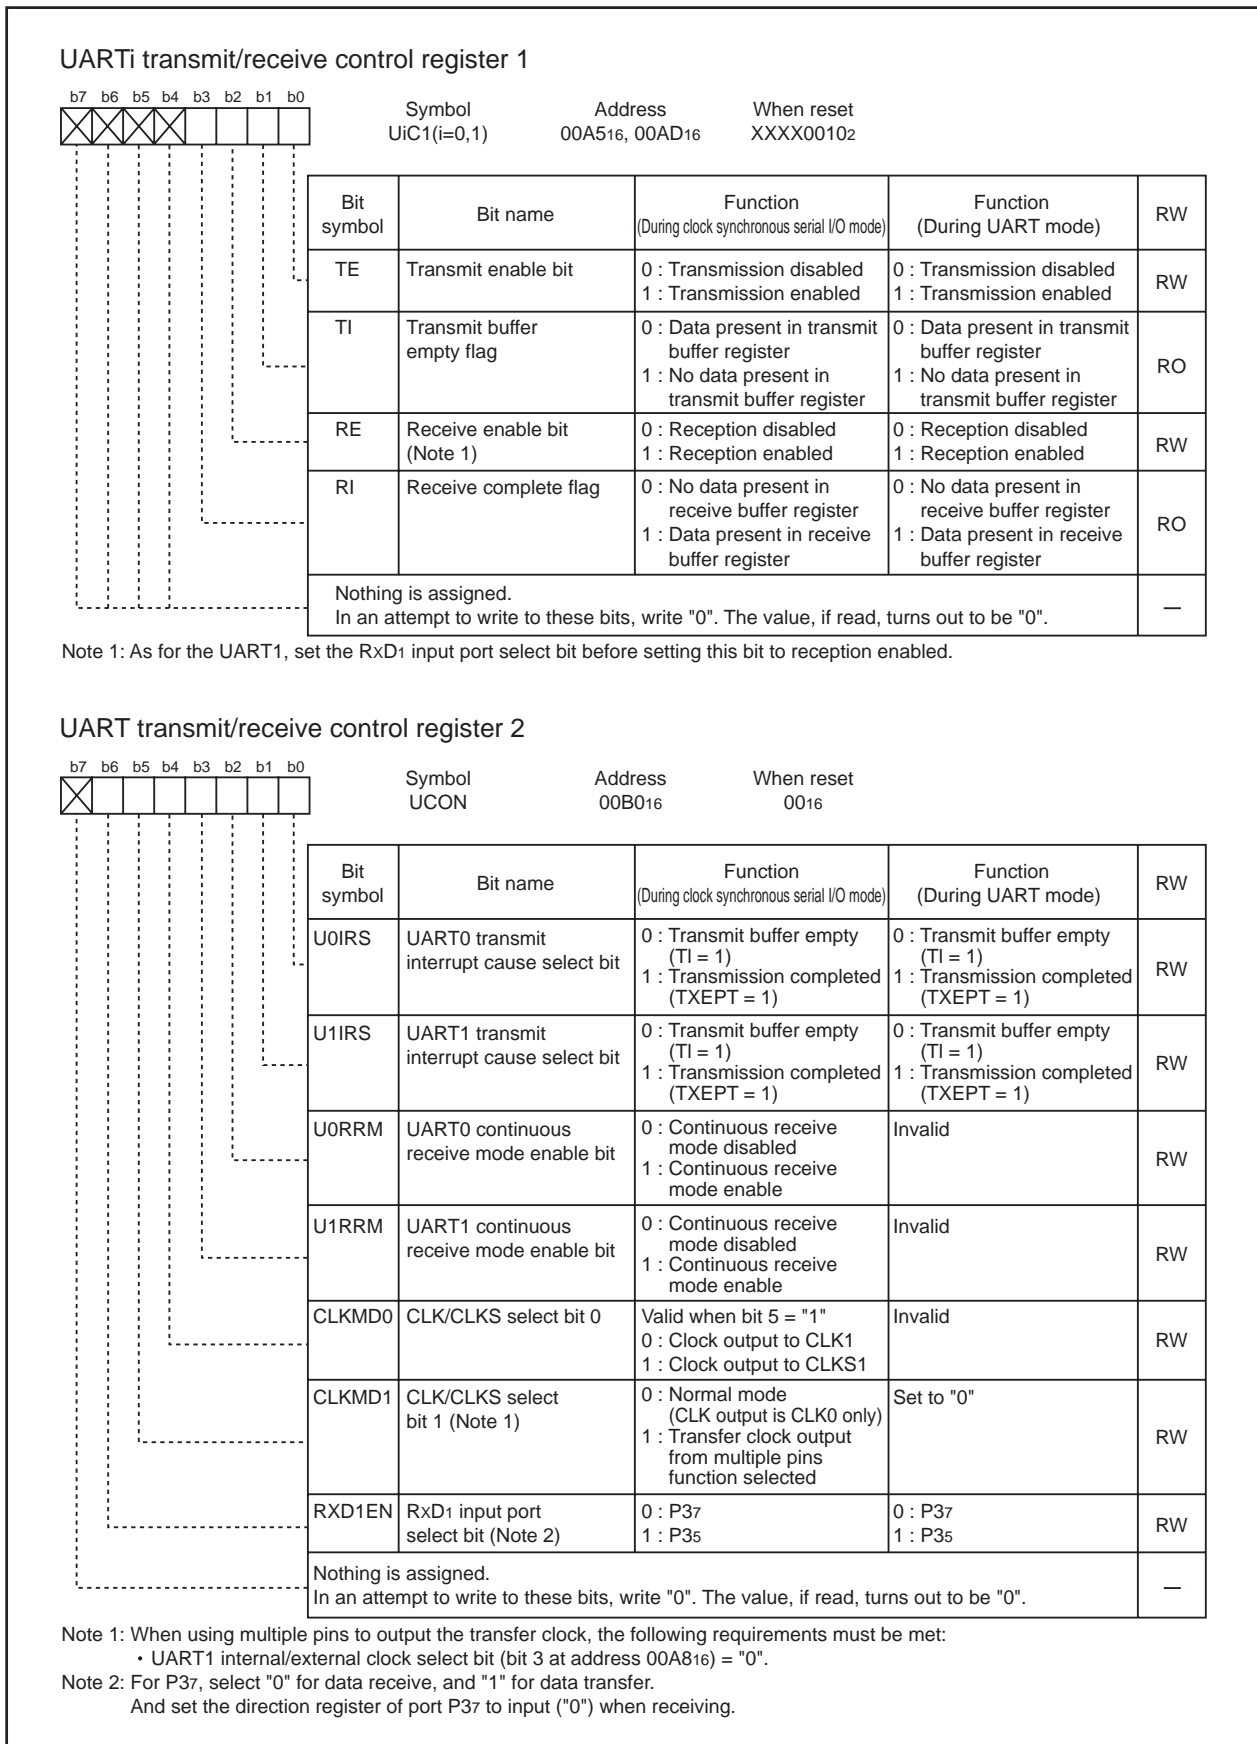 UARTi transmit/receive control register 1
b7 b6 b5 b4 b3 b2 b1 b0
Symbol Address When reset
UiC1(i=0,1) 00A516, 00AD16 XXXX00102
Bit symbol Bit name Function (During clock synchronous serial I/O mode) Function (During UART mode) RW
TE Transmit enable bit 0 : Transmission disabled 0 : Transmission disabled RW
1 : Transmission enabled 1 : Transmission enabled
TI Transmit buffer 0 : Data present in transmit 0 : Data present in transmit RO
empty flag buffer register buffer register
1 : No data present in 1 : No data present in
transmit buffer register transmit buffer register
RE Receive enable bit 0 : Reception disabled 0 : Reception disabled RW
(Note 1) 1 : Reception enabled 1 : Reception enabled
RI Receive complete flag 0 : No data present in 0 : No data present in RO
receive buffer register receive buffer register
1 : Data present in receive 1 : Data present in receive
buffer register buffer register
Nothing is assigned.
In an attempt to write to these bits, write "0". The value, if read, turns out to be "0". —
Note 1: As for the UART1, set the RxD1 input port select bit before setting this bit to reception enabled.
UART transmit/receive control register 2
b7 b6 b5 b4 b3 b2 b1 b0
Symbol Address When reset
UCON 00B016 0016
Bit symbol Bit name Function (During clock synchronous serial I/O mode) Function (During UART mode) RW
U0IRS UART0 transmit 0 : Transmit buffer empty 0 : Transmit buffer empty RW
interrupt cause select bit (TI = 1) (TI = 1)
1 : Transmission completed 1 : Transmission completed
(TXEPT = 1) (TXEPT = 1)
U1IRS UART1 transmit 0 : Transmit buffer empty 0 : Transmit buffer empty RW
interrupt cause select bit (TI = 1) (TI = 1)
1 : Transmission completed 1 : Transmission completed
(TXEPT = 1) (TXEPT = 1)
U0RRM UART0 continuous 0 : Continuous receive Invalid RW
receive mode enable bit mode disabled
1 : Continuous receive
mode enable
U1RRM UART1 continuous 0 : Continuous receive Invalid RW
receive mode enable bit mode disabled
1 : Continuous receive
mode enable
CLKMD0 CLK/CLKS select bit 0 Valid when bit 5 = "1" Invalid RW
0 : Clock output to CLK1
1 : Clock output to CLKS1
CLKMD1 CLK/CLKS select 0 : Normal mode Set to "0" RW
bit 1 (Note 1) (CLK output is CLK0 only)
1 : Transfer clock output
from multiple pins
function selected
RXD1EN RxD1 input port 0 : P37 0 : P37 RW
select bit (Note 2) 1 : P35 1 : P35
Nothing is assigned.
In an attempt to write to these bits, write "0". The value, if read, turns out to be "0". —
Note 1: When using multiple pins to output the transfer clock, the following requirements must be met:
• UART1 internal/external clock select bit (bit 3 at address 00A816) = "0".
Note 2: For P37, select "0" for data receive, and "1" for data transfer.
And set the direction register of port P37 to input ("0") when receiving.